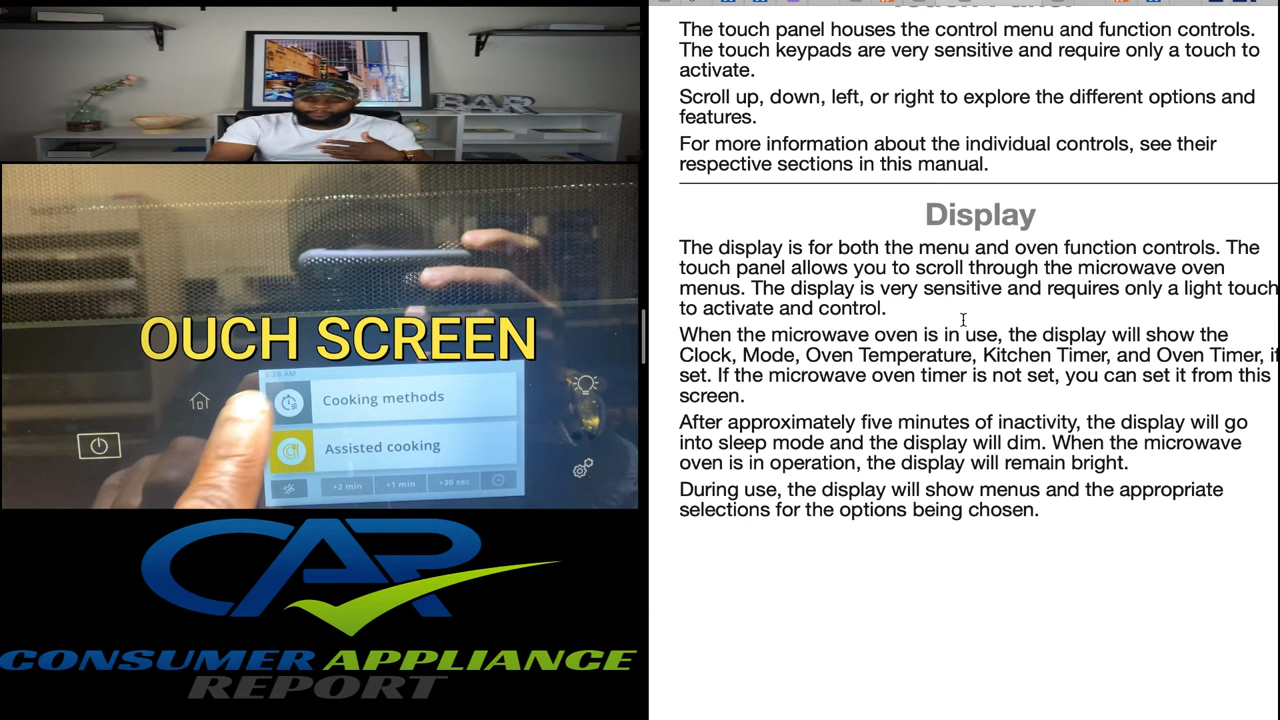 BAR
OUCH SCREEN
:28 AM
Cooking methods
Assisted cooking
+2 min
+1 min
+30 sec
CAR
CONSUMER APPLIANCE
REPORT
The touch panel houses the control menu and function controls.
The touch keypads are very sensitive and require only a touch to
activate.
Scroll up, down, left, or right to explore the different options and
features.
For more information about the individual controls, see their
respective sections in this manual.
Display
The display is for both the menu and oven function controls. The
touch panel allows you to scroll through the microwave oven
menus. The display is very sensitive and requires only a light touch
to activate and control.
When the microwave oven is in use, the display will show the
Clock, Mode, Oven Temperature, Kitchen Timer, and Oven Timer, if
set. If the microwave oven timer is not set, you can set it from this
screen.
After approximately five minutes of inactivity, the display will go
into sleep mode and the display will dim. When the microwave
oven is in operation, the display will remain bright.
During use, the display will show menus and the appropriate
selections for the options being chosen.